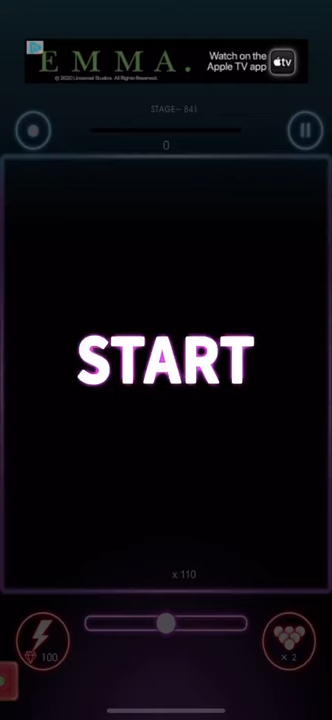 EMMA.
Watch on the
Apple TV app
tv
© 2020 Universal Studios. All Rights Reserved.
STAGE- 841
0
START
x 110
100
× 2